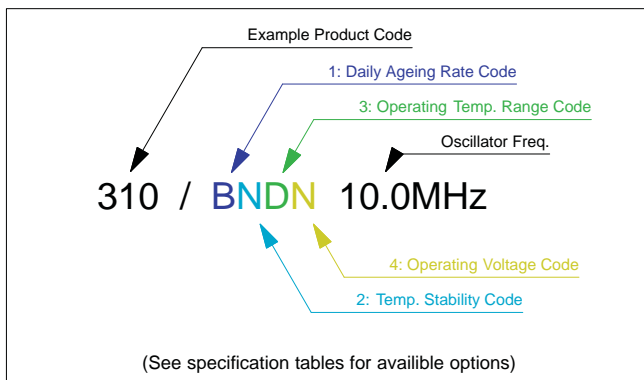 Example Product Code
1: Daily Ageing Rate Code
3: Operating Temp. Range Code
Oscillator Freq.
310 / BNDN 10.0MHz
4: Operating Voltage Code
2: Temp. Stability Code
(See specification tables for availible options)